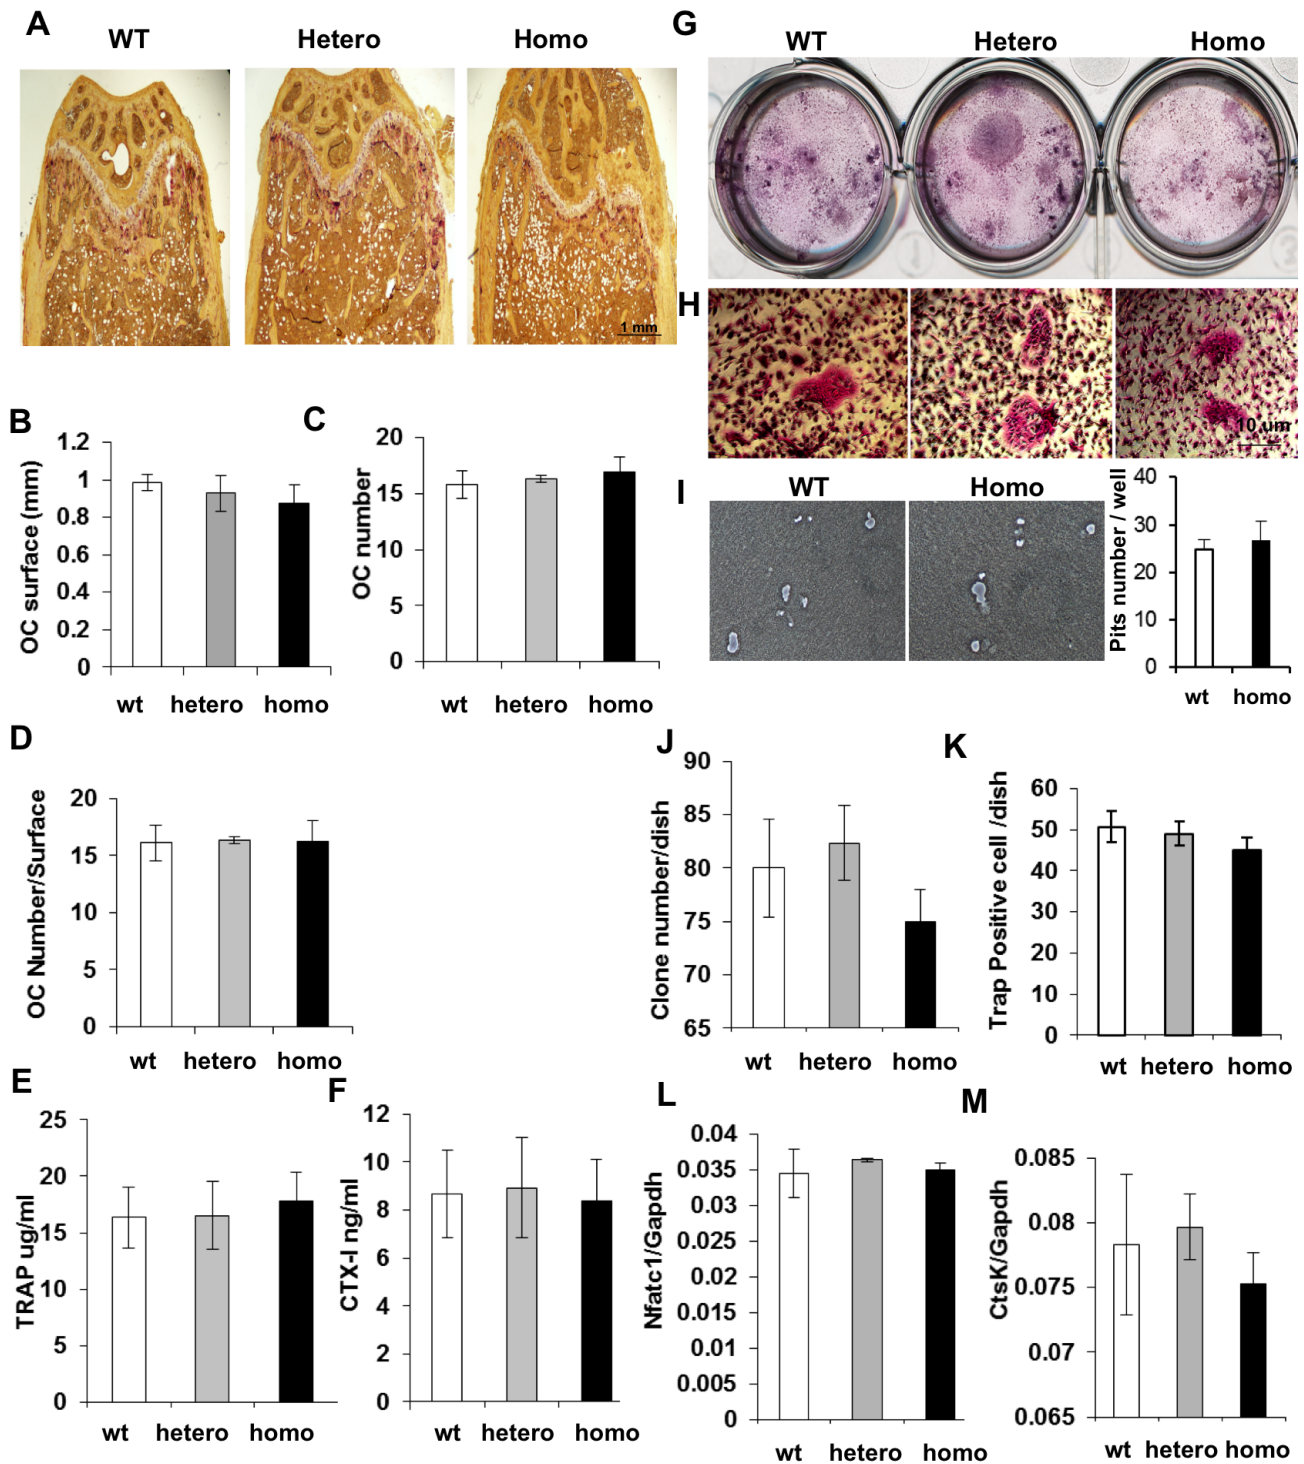 A
WT Hetero Homo
1 mm
B
OC surface (mm)
1.2
1
0.8
0.6
0.4
0.2
0
wt hetero homo
C
OC number
20
15
10
5
0
wt hetero homo
D
OC Number/Surface
20
15
10
5
0
wt hetero homo
E
TRAP ug/ml
25
20
15
10
5
0
wt hetero homo
F
CTX-I ng/ml
12
10
8
6
4
2
0
wt hetero homo
G
WT Hetero Homo
H
10 um
I
WT Homo
Pits number / well
40
30
20
10
0
wt homo
J
Clone number/dish
90
85
80
75
70
65
wt hetero homo
K
Trap Positive cell /dish
60
50
40
30
20
10
0
wt hetero homo
L
Nfatc1/Gapdh
0.04
0.035
0.03
0.025
0.02
0.015
0.01
0.005
0
wt hetero homo
M
CtsK/Gapdh
0.085
0.08
0.075
0.07
0.065
wt hetero homo